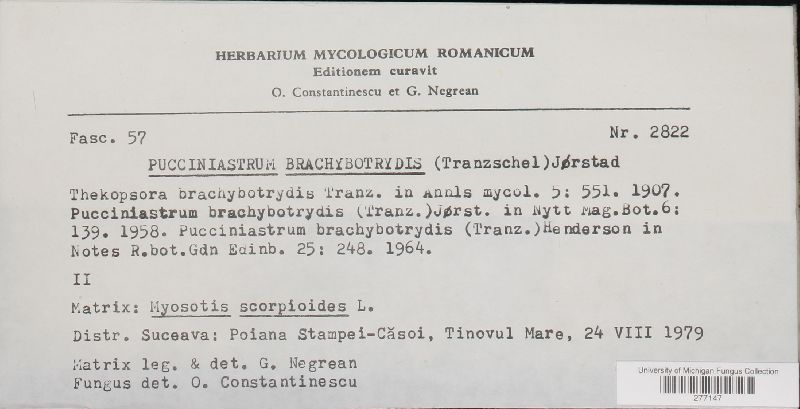 HERBARIUM MYCOLOGICUM ROMANICUM
Editionem curavit
O. Constantinescu et G. Negrean
Fasc. 57
Nr. 2822
PUCCINIASTRUM BRACHYBOTRYDIS (Tranzschel)Jørstad
Thekopsora brachybotrydis Tranz. in Annls mycol. 5: 551. 1907.
Pucciniastrum brachybotrydis (Tranz.)Jørst. in Nytt Mag.Bot.6:
139. 1958. Pucciniastrum brachybotrydis (Tranz.)Henderson in
Notes R.bot.Gdn Edinb. 25: 248. 1964.
II
Matrix: Myosotis scorpioides L.
Distr. Suceava: Poiana Stampei-Căsoi, Tinovul Mare, 24 VIII 1979
Matrix leg. & det. G. Negrean
Fungus det. O. Constantinescu
University of Michigan Fungus Collection
277147